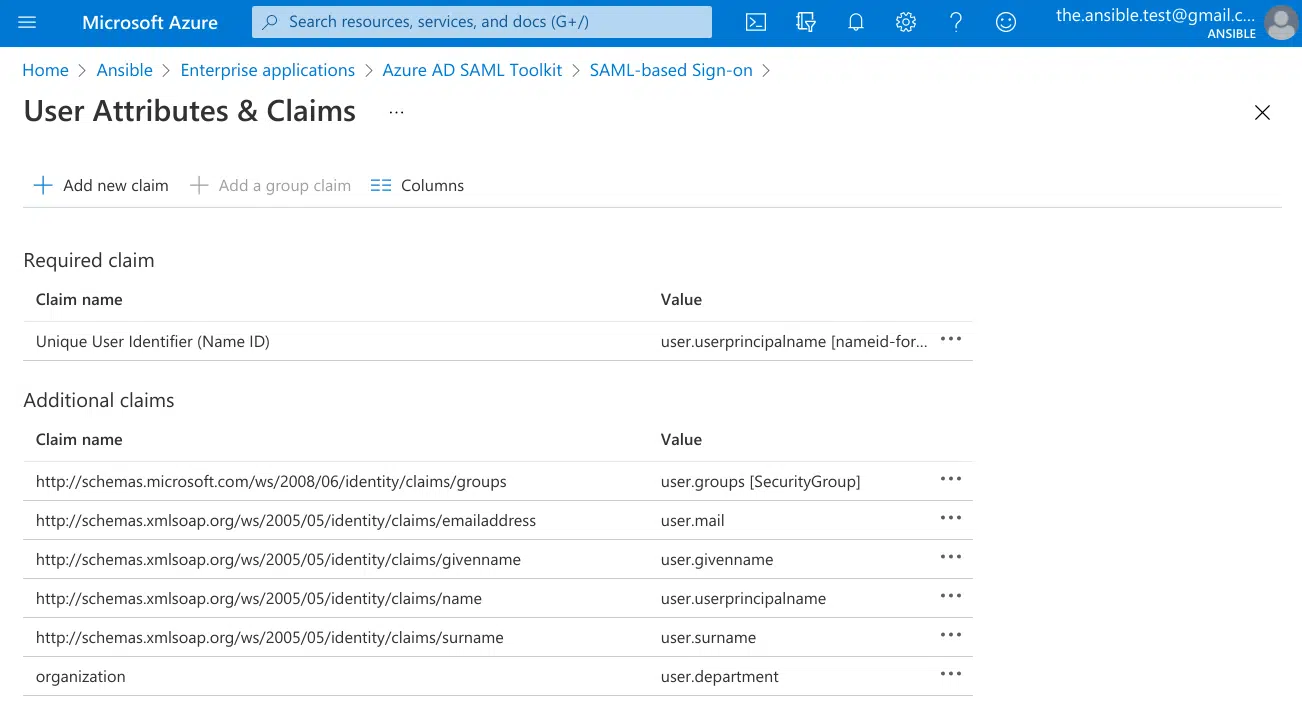 Microsoft Azure
Search resources, services, and docs (G+/)
the.ansible.test@gmail.c...
ANSIBLE
Home > Ansible > Enterprise applications > Azure AD SAML Toolkit > SAML-based Sign-on >
User Attributes & Claims ...
Add new claim Add a group claim Columns
Required claim
Claim name Value
Unique User Identifier (Name ID) user.userprincipalname [nameid-for... ...
Additional claims
Claim name Value
http://schemas.microsoft.com/ws/2008/06/identity/claims/groups user.groups [SecurityGroup] ...
http://schemas.xmlsoap.org/ws/2005/05/identity/claims/emailaddress user.mail ...
http://schemas.xmlsoap.org/ws/2005/05/identity/claims/givenname user.givenname ...
http://schemas.xmlsoap.org/ws/2005/05/identity/claims/name user.userprincipalname ...
http://schemas.xmlsoap.org/ws/2005/05/identity/claims/surname user.surname ...
organization user.department ...